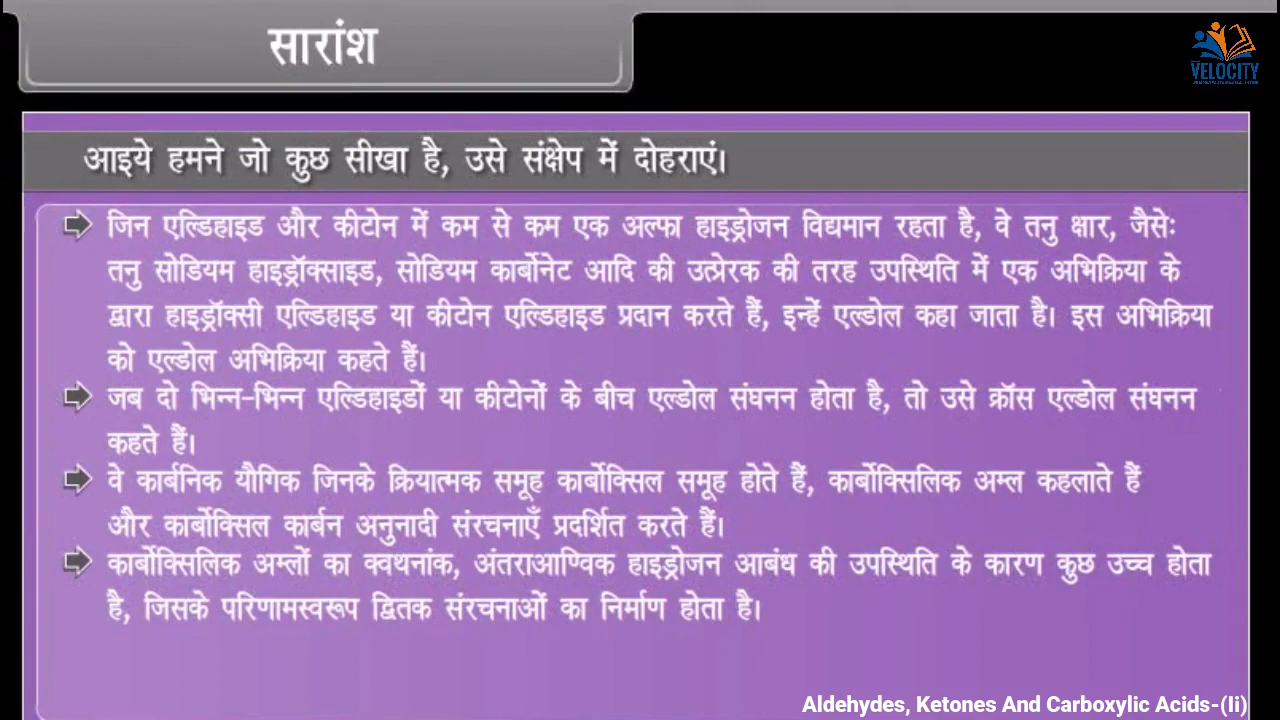 सारांश
VELOCITY
आइये हमने जो कुछ सीखा है, उसे संक्षेप में दोहराएं।
जिन एल्डिहाइड और कीटोन में कम से कम एक अल्फा हाइड्रोजन विद्यमान रहता है, वे तनु क्षार, जैसेः
तनु सोडियम हाइड्रॉक्साइड, सोडियम कार्बोनेट आदि की उत्प्रेरक की तरह उपस्थिति में एक अभिक्रिया के
द्वारा हाइड्रॉक्सी एल्डिहाइड या कीटोन एल्डिहाइड प्रदान करते हैं, इन्हें एल्डोल कहा जाता है। इस अभिक्रिया
को एल्डोल अभिक्रिया कहते हैं।
जब दो भिन्न-भिन्न एल्डिहाइडों या कीटोनों के बीच एल्डोल संघनन होता है, तो उसे क्रॉस एल्डोल संघनन
कहते हैं।
वे कार्बनिक यौगिक जिनके क्रियात्मक समूह कार्बोक्सिल समूह होते हैं, कार्बोक्सिलिक अम्ल कहलाते हैं
और कार्बोक्सिल कार्बन अनुनादी संरचनाएँ प्रदर्शित करते हैं।
कार्बोक्सिलिक अम्लों का क्वथनांक, अंतराआण्विक हाइड्रोजन आबंध की उपस्थिति के कारण कुछ उच्च होता
है, जिसके परिणामस्वरूप द्वितक संरचनाओं का निर्माण होता है।
Aldehydes, Ketones And Carboxylic Acids-(Ii)